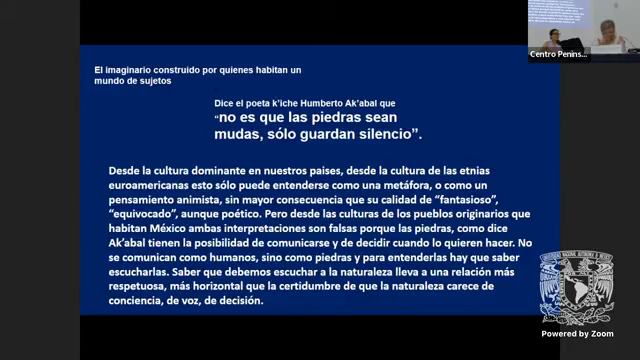 El imaginario construido por quienes habitan un
mundo de sujetos
Dice el poeta k'iche Humberto Ak'abal que
“no es que las piedras sean
mudas, sólo guardan silencio”.
Desde la cultura dominante en nuestros paises, desde la cultura de las etnias
euroamericanas esto sólo puede entenderse como una metáfora, o como un
pensamiento animista, sin mayor consecuencia que su calidad de “fantasioso”,
“equivocado”, aunque poético. Pero desde las culturas de los pueblos originarios que
habitan México ambas interpretaciones son falsas porque las piedras, como dice
Ak'abal tienen la posibilidad de comunicarse y de decidir cuando lo quieren hacer. No
se comunican como humanos, sino como piedras y para entenderlas hay que saber
escucharlas. Saber que debemos escuchar a la naturaleza lleva a una relación más
respetuosa, más horizontal que la certidumbre de que la naturaleza carece de
conciencia, de voz, de decisión.
Centro Penins...
Powered by Zoom